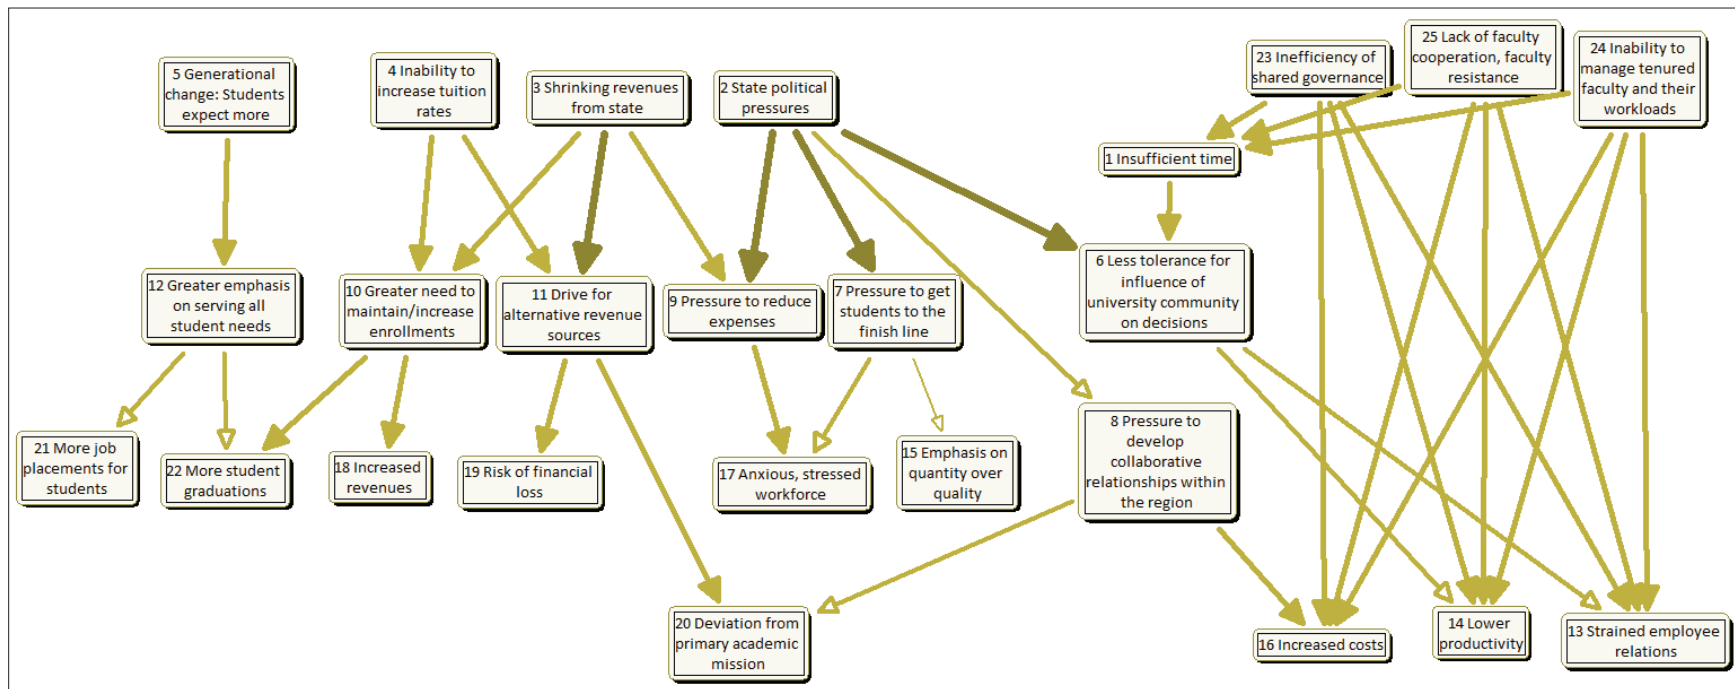 5 Generational
change: Students
expect more
4 Inability to
increase tuition
rates
3 Shrinking revenues
from state
2 State political
pressures
23 Inefficiency of
shared governance
25 Lack of faculty
cooperation, faculty
resistance
24 Inability to
manage tenured
faculty and their
workloads
1 Insufficient time
12 Greater emphasis
on serving all
student needs
10 Greater need to
maintain/increase
enrollments
11 Drive for
alternative revenue
sources
9 Pressure to reduce
expenses
7 Pressure to get
students to the
finish line
6 Less tolerance for
influence of
university community
on decisions
21 More job
placements for
students
22 More student
graduations
18 Increased
revenues
19 Risk of financial
loss
17 Anxious, stressed
workforce
15 Emphasis on
quantity over
quality
8 Pressure to
develop
collaborative
relationships within
the region
20 Deviation from
primary academic
mission
16 Increased costs
14 Lower
productivity
13 Strained employee
relations